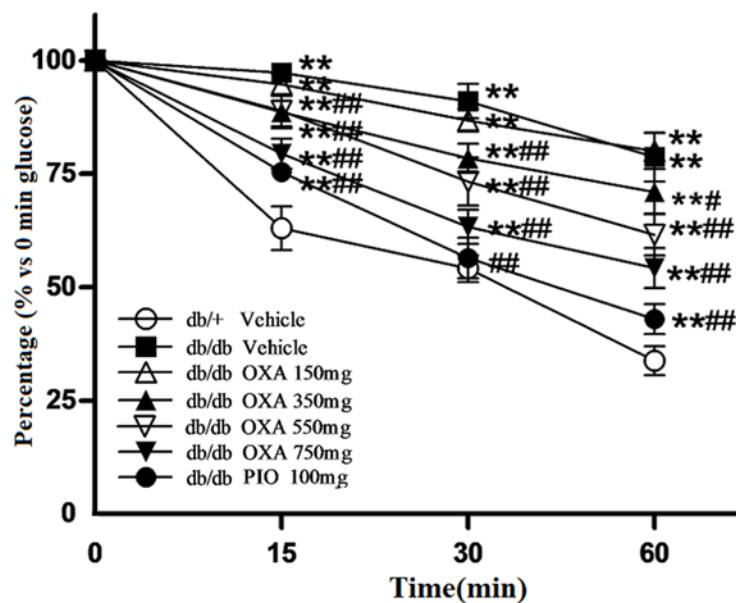 100
75
50
25
0
Percentage (% vs 0 min glucose)
**
**
**##
**##
**##
**##
**
**
**##
**##
**##
##
**
**
**#
**##
**##
**##
db/+ Vehicle
db/db Vehicle
db/db OXA 150mg
db/db OXA 350mg
db/db OXA 550mg
db/db OXA 750mg
db/db PIO 100mg
0 15 30 60
Time(min)